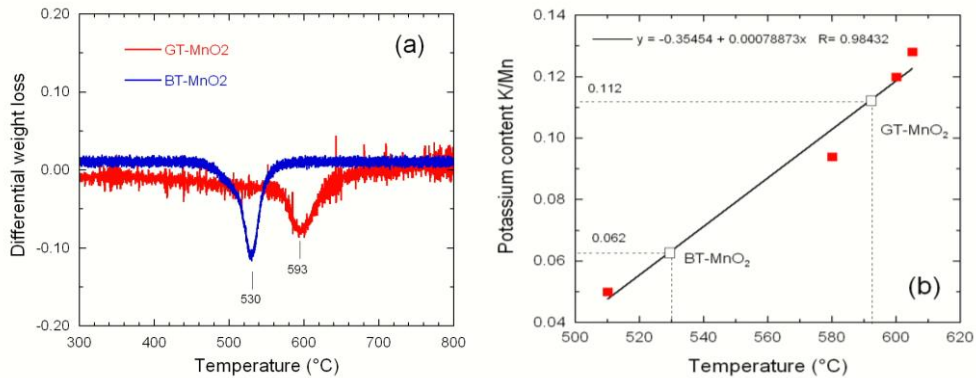 0.20
0.10
0.00
-0.10
-0.20
Differential weight loss
GT-MnO2
BT-MnO2
(a)
530
593
300 400 500 600 700 800
Temperature (°C)
0.14
0.12
0.10
0.08
0.06
0.04
Potassium content K/Mn
y = -0.35454 + 0.00078873x R= 0.98432
0.112
GT-MnO₂
0.062
BT-MnO₂
(b)
500 520 540 560 580 600 620
Temperature (°C)